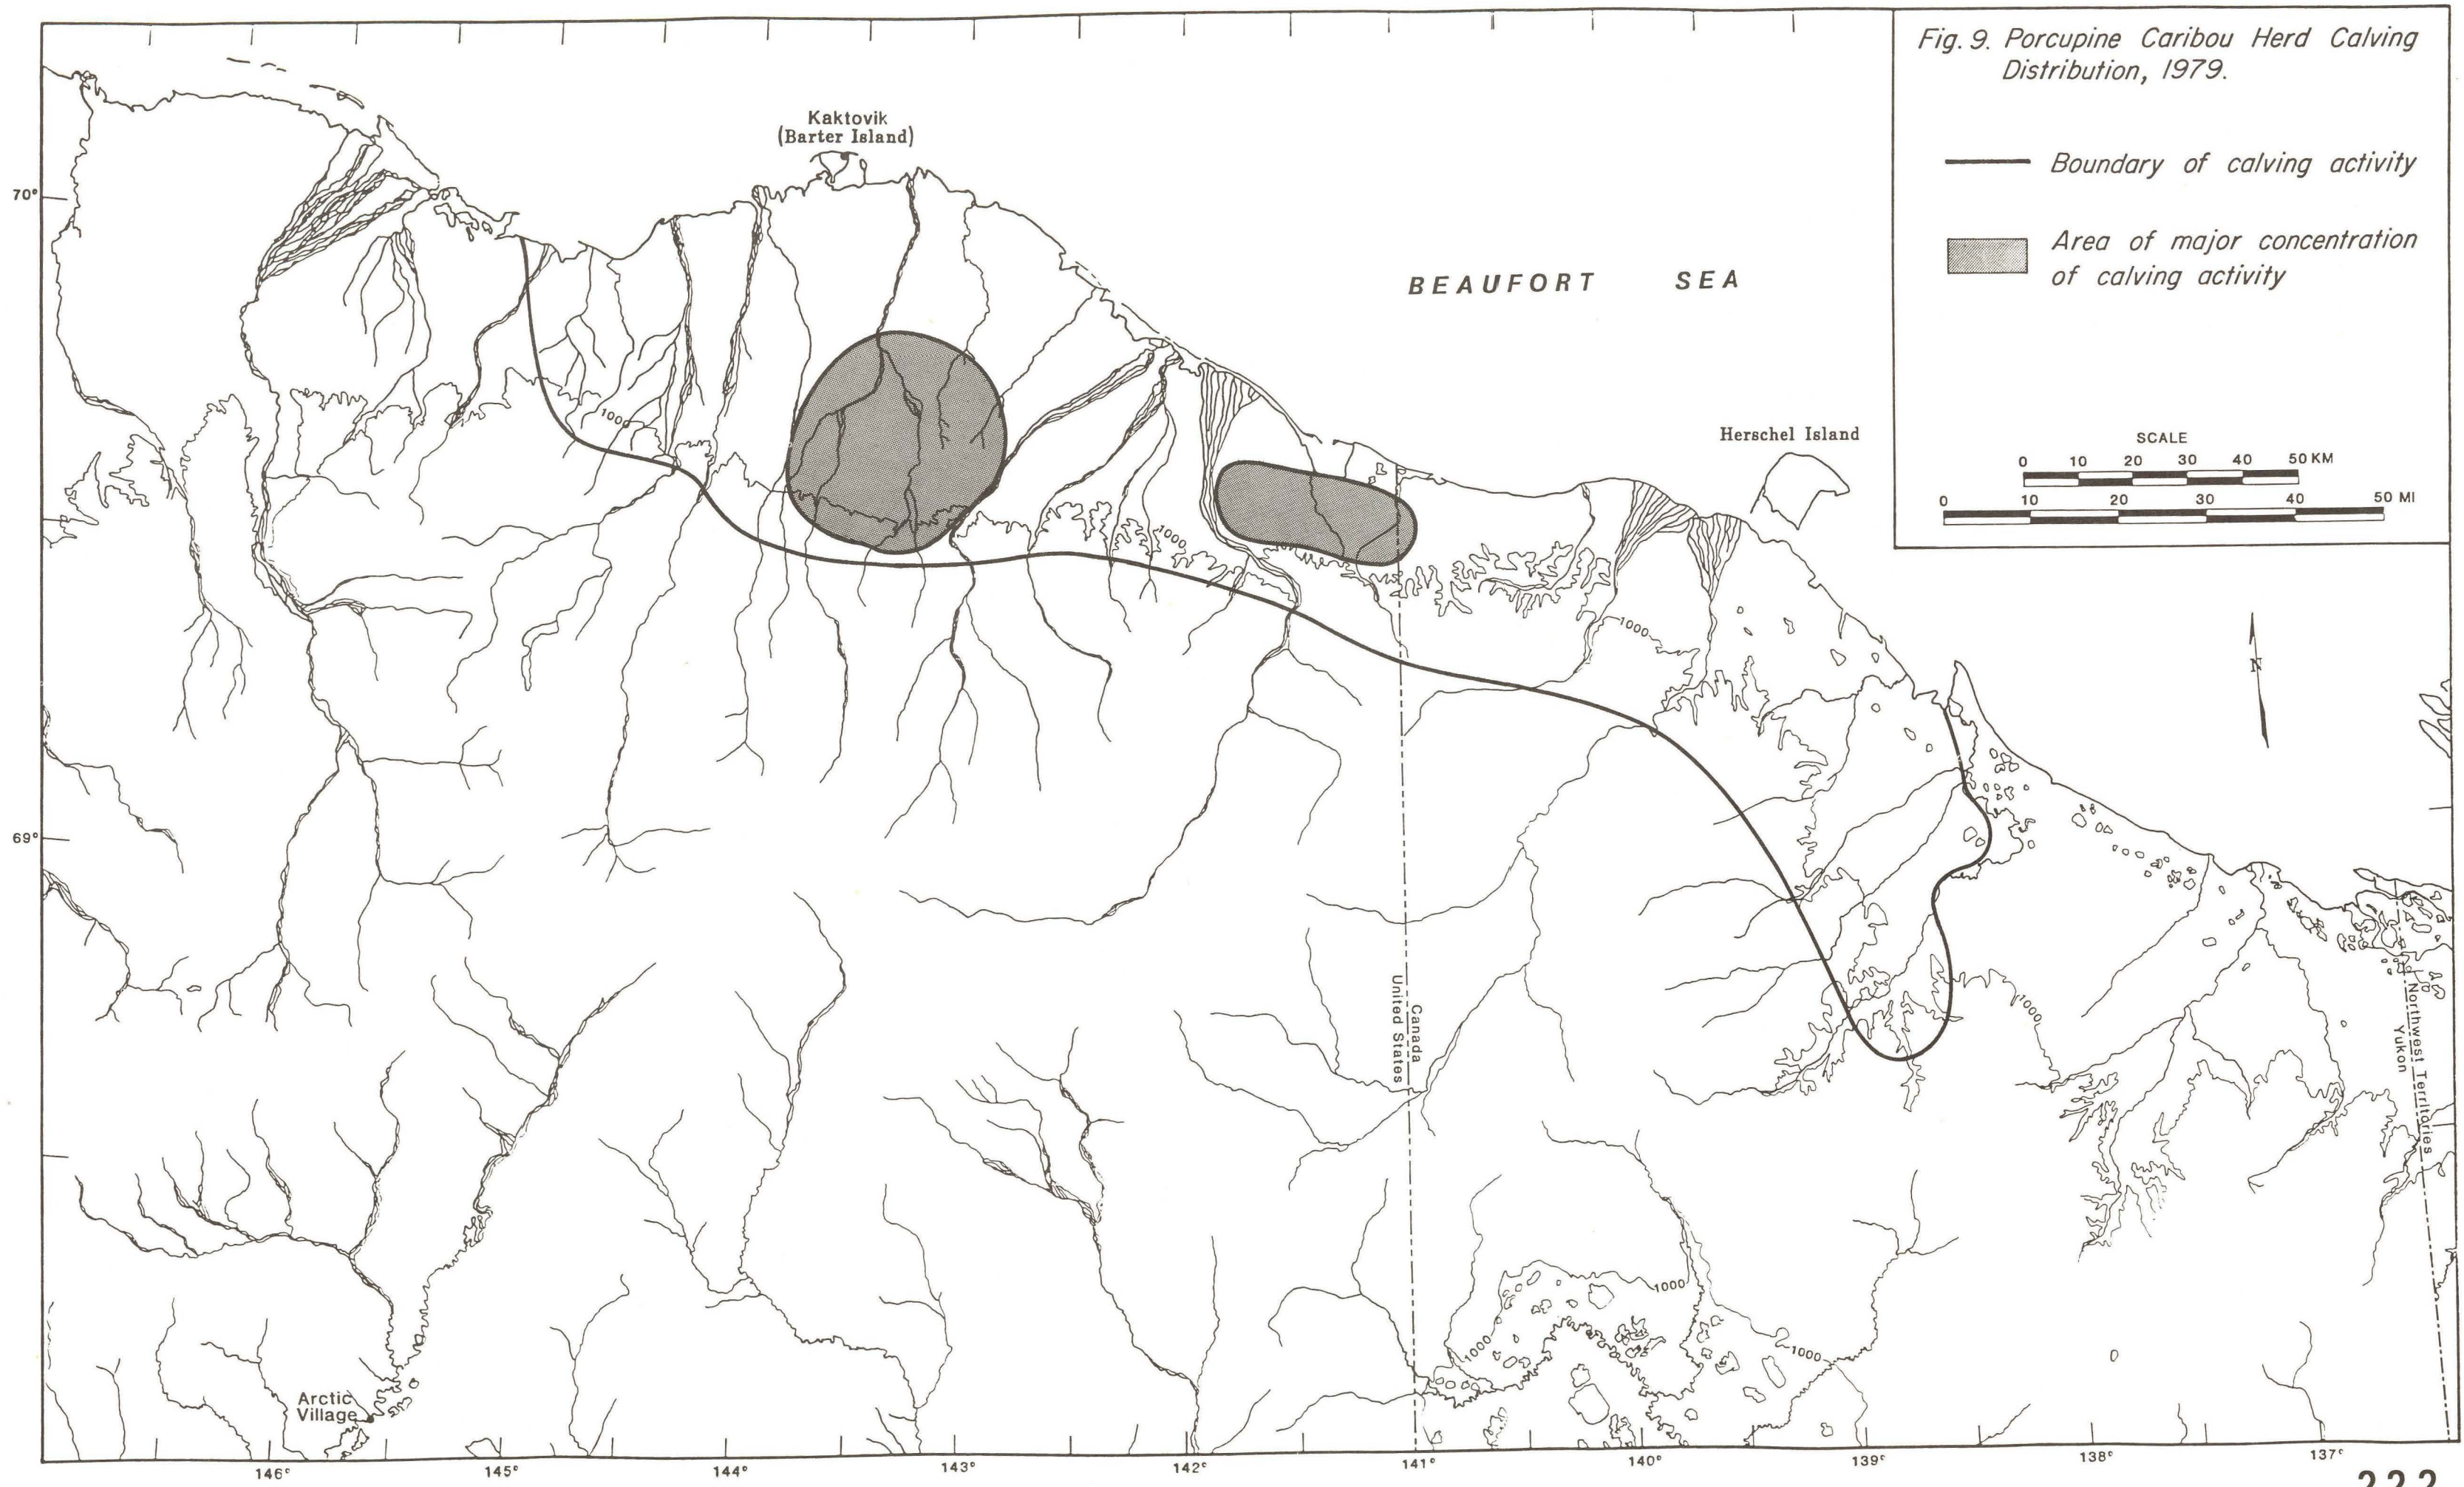 Fig. 9. Porcupine Caribou Herd Calving
Distribution, 1979.
Boundary of calving activity
Area of major concentration
of calving activity
SCALE
0 10 20 30 40 50 KM
0 10 20 30 40 50 MI
Kaktovik
(Barter Island)
70°
BEAUFORT SEA
1000
Herschel Island
1000
1000
N
69°
United States
Canada
1000
Northwest Territories
Yukon
1000
1000
1000
Arctic
Village
146° 145° 144° 143° 142° 141° 140° 139° 138° 137°
222